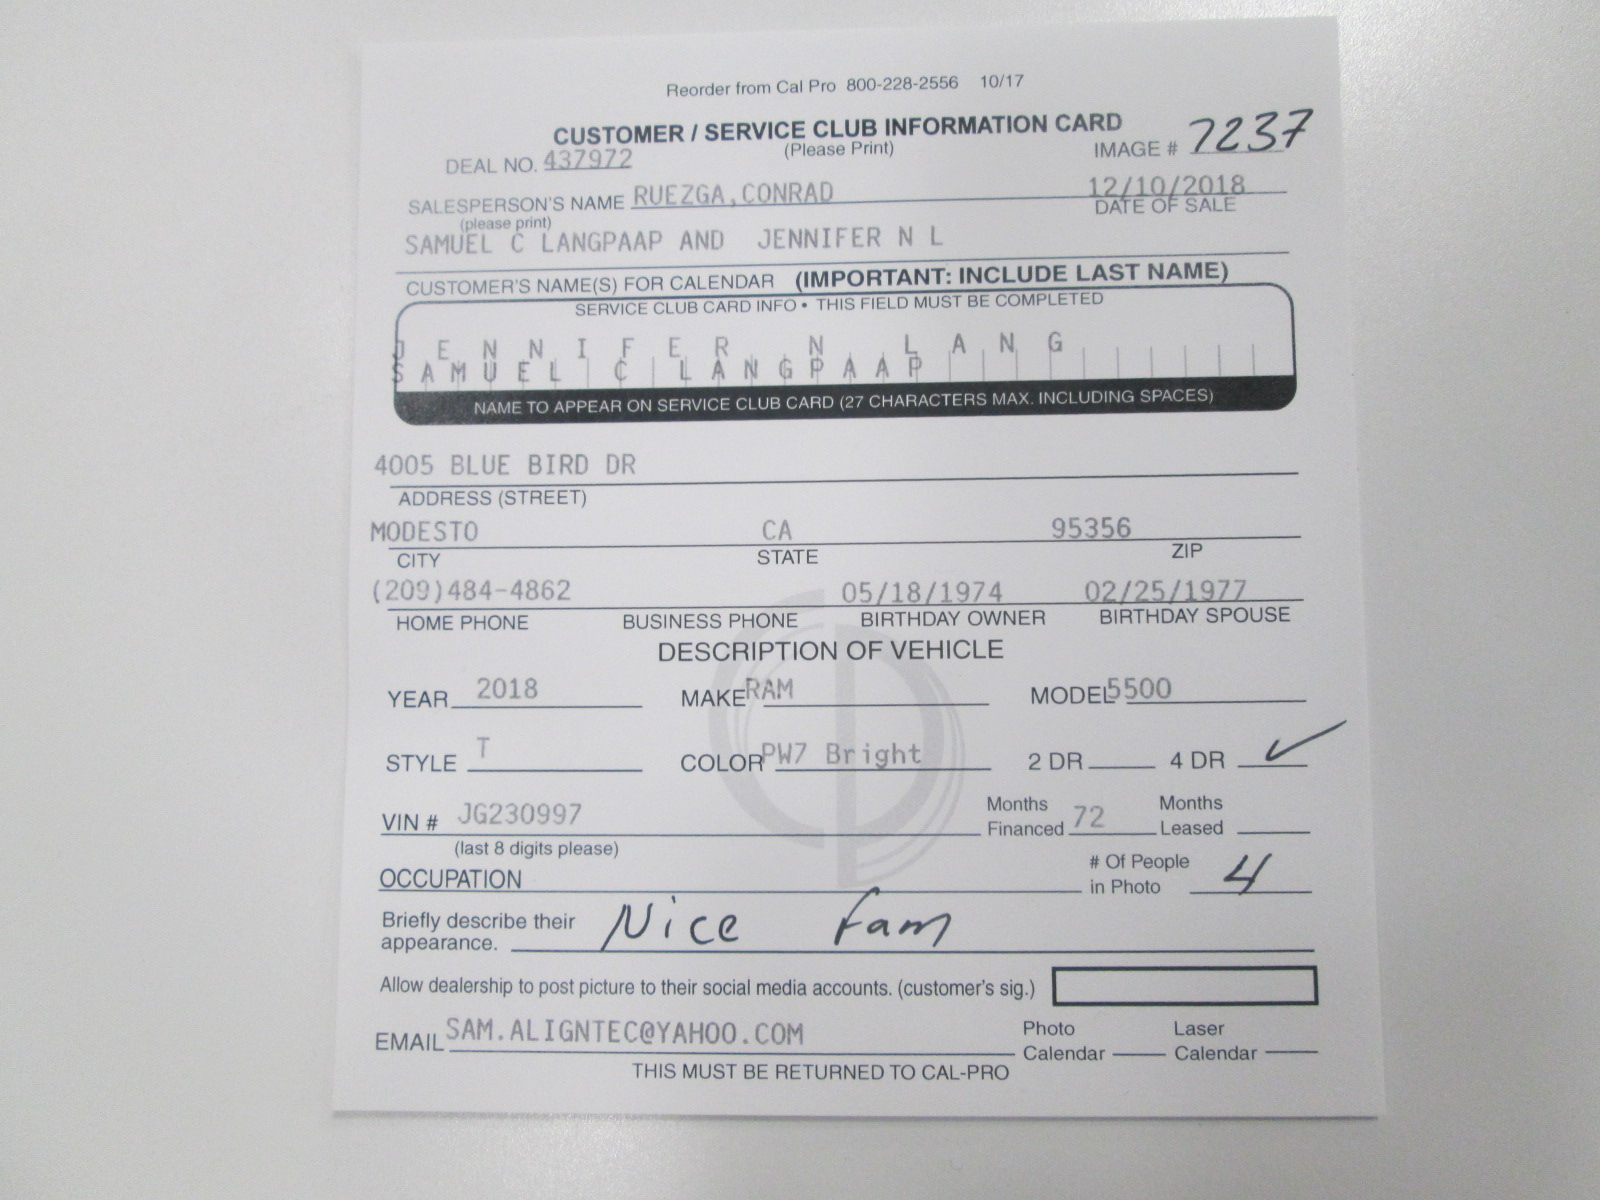 Reorder from Cal Pro 800-228-2556 10/17
CUSTOMER / SERVICE CLUB INFORMATION CARD
(Please Print)
DEAL NO. 437972
IMAGE # 7237
SALESPERSON'S NAME RUEZGA,CONRAD 12/10/2018
(please print) DATE OF SALE
SAMUEL C LANGPAAP AND JENNIFER N L
CUSTOMER'S NAME(S) FOR CALENDAR (IMPORTANT: INCLUDE LAST NAME)
SERVICE CLUB CARD INFO • THIS FIELD MUST BE COMPLETED
JENNIFER N LANG
SAMUEL C LANGPAAP
NAME TO APPEAR ON SERVICE CLUB CARD (27 CHARACTERS MAX. INCLUDING SPACES)
4005 BLUE BIRD DR
ADDRESS (STREET)
MODESTO CA 95356
CITY STATE ZIP
(209)484-4862 05/18/1974 02/25/1977
HOME PHONE BUSINESS PHONE BIRTHDAY OWNER BIRTHDAY SPOUSE
DESCRIPTION OF VEHICLE
YEAR 2018 MAKE RAM MODEL 5500
STYLE T COLOR PW7 Bright 2 DR 4 DR ✓
VIN # JG230997 Months Financed 72 Months Leased
(last 8 digits please)
OCCUPATION # Of People in Photo 4
Briefly describe their appearance. Nice fam
Allow dealership to post picture to their social media accounts. (customer's sig.)
EMAIL SAM.ALIGNTEC@YAHOO.COM Photo Calendar Laser Calendar
THIS MUST BE RETURNED TO CAL-PRO